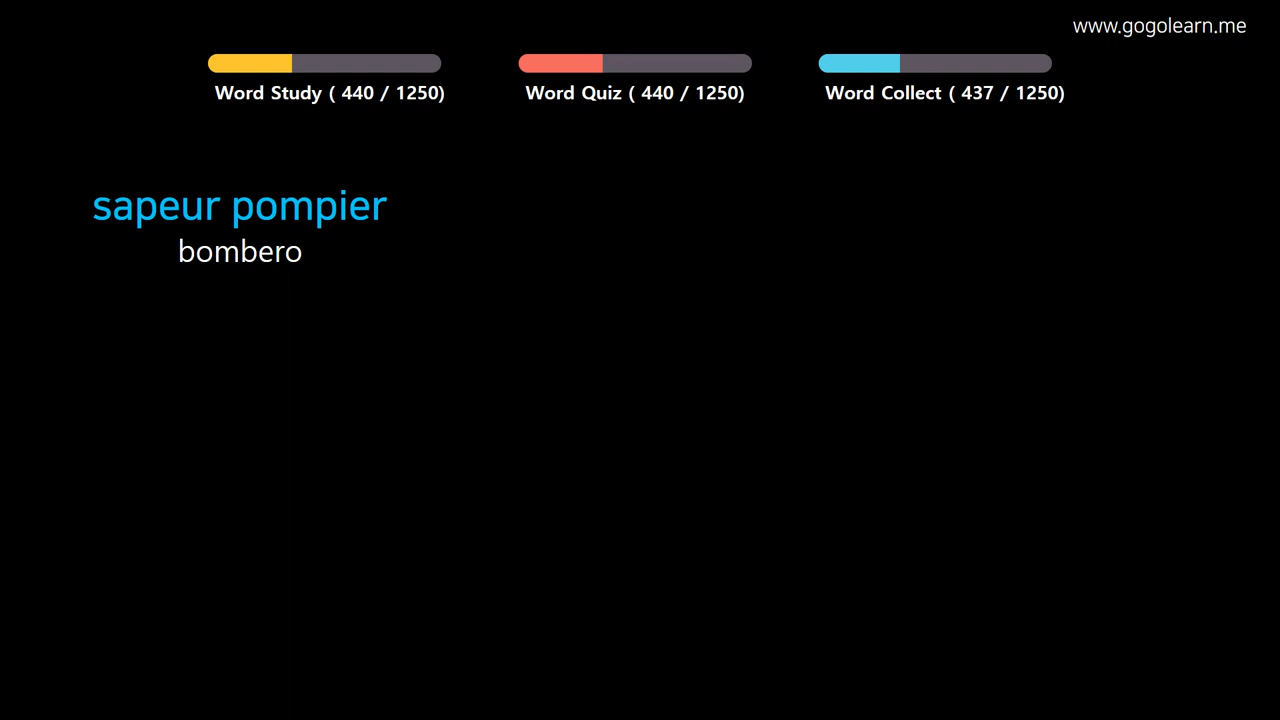 www.gogolearn.me
Word Study ( 440 / 1250)
Word Quiz ( 440 / 1250)
Word Collect ( 437 / 1250)
sapeur pompier
bombero